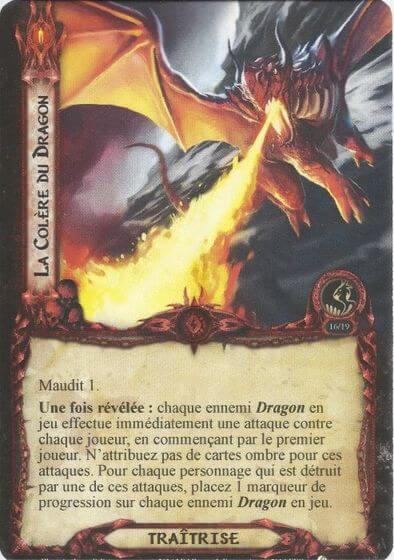 LA COLÈRE DU DRAGON
16/19
Maudit 1.
Une fois révélée : chaque ennemi Dragon en
jeu effectue immédiatement une attaque contre
chaque joueur, en commençant par le premier
joueur. N'attribuez pas de cartes ombre pour ces
attaques. Pour chaque personnage qui est détruit
par une de ces attaques, placez 1 marqueur de
progression sur chaque ennemi Dragon en jeu.
TRAÎTRISE